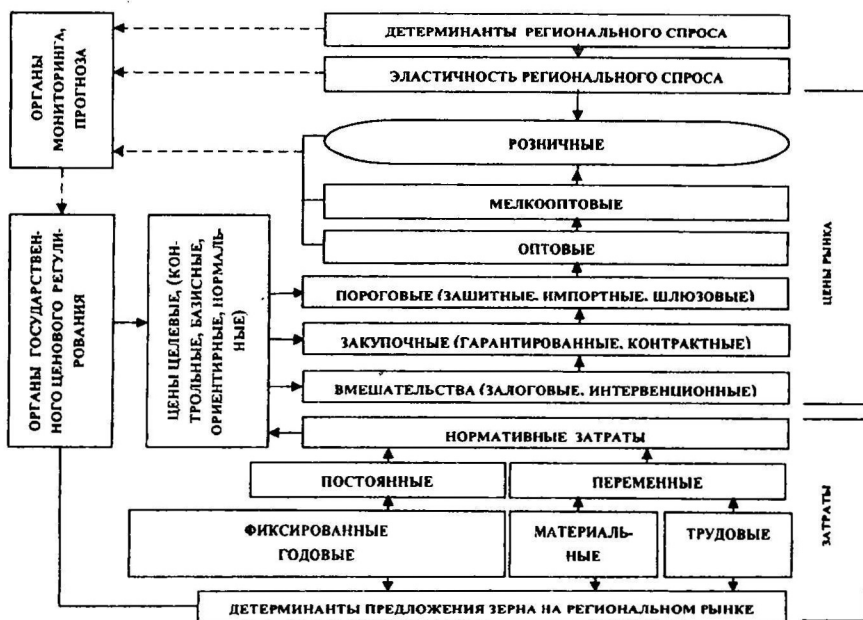 ДЕТЕРМИНАНТЫ РЕГИОНАЛЬНОГО СПРОСА
ЭЛАСТИЧНОСТЬ РЕГИОНАЛЬНОГО СПРОСА
ОРГАНЫ
МОНИТОРИНГА,
ПРОГНОЗА
РОЗНИЧНЫЕ
МЕЛКООПТОВЫЕ
ОПТОВЫЕ
ПОРОГОВЫЕ (ЗАЩИТНЫЕ. ИМПОРТНЫЕ. ШЛЮЗОВЫЕ)
ЗАКУПОЧНЫЕ (ГАРАНТИРОВАННЫЕ. КОНТРАКТНЫЕ)
ВМЕШАТЕЛЬСТВА (ЗАЛОГОВЫЕ. ИНТЕРВЕНЦИОННЫЕ)
ЦЕНЫ РЫНКА
ОРГАНЫ ГОСУДАРСТВЕН-
НОГО ЦЕНОВОГО РЕГУЛИ-
РОВАНИЯ
ЦЕНЫ ЦЕЛЕВЫЕ, (КОН-
ТРОЛЬНЫЕ, БАЗИСНЫЕ,
ОРИЕНТИРНЫЕ, НОРМАЛЬ-
НЫЕ)
НОРМАТИВНЫЕ ЗАТРАТЫ
ПОСТОЯННЫЕ
ПЕРЕМЕННЫЕ
ФИКСИРОВАННЫЕ
ГОДОВЫЕ
МАТЕРИАЛЬ-
НЫЕ
ТРУДОВЫЕ
ЗАТРАТЫ
ДЕТЕРМИНАНТЫ ПРЕДЛОЖЕНИЯ ЗЕРНА НА РЕГИОНАЛЬНОМ РЫНКЕ